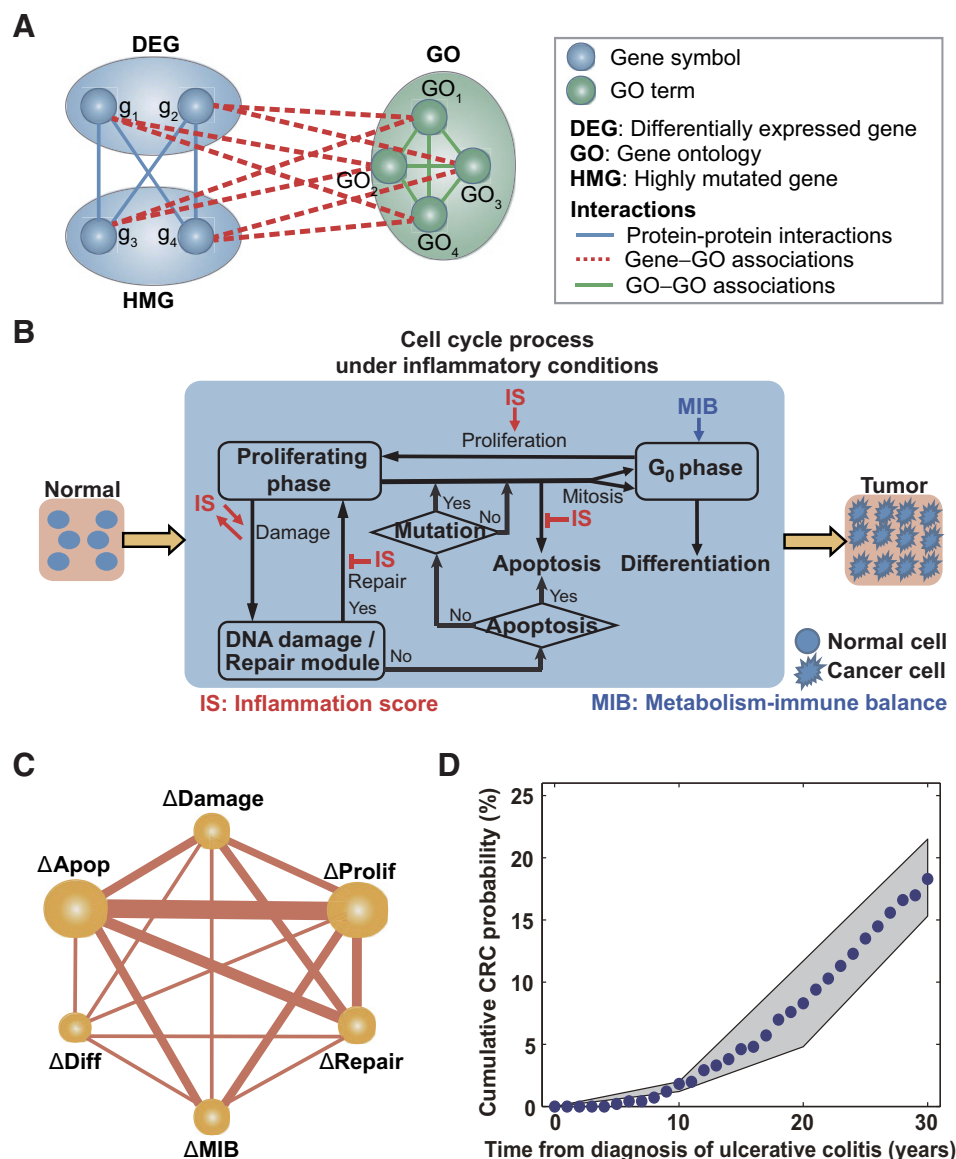 A
DEG
GO
g1
g2
GO1
GO2
GO3
g3
g4
GO4
HMG
Gene symbol
GO term
DEG: Differentially expressed gene
GO: Gene ontology
HMG: Highly mutated gene
Interactions
Protein-protein interactions
Gene–GO associations
GO–GO associations
B
Cell cycle process
under inflammatory conditions
IS
MIB
Proliferation
Proliferating
phase
G0 phase
Normal
Tumor
IS
Damage
Yes
Mutation
No
Mitosis
IS
IS
Repair
Yes
Apoptosis
Differentiation
Yes
No
Apoptosis
DNA damage /
Repair module
No
Normal cell
Cancer cell
IS: Inflammation score
MIB: Metabolism-immune balance
C
ΔDamage
ΔApop
ΔProlif
ΔDiff
ΔRepair
ΔMIB
D
Cumulative CRC probability (%)
25
20
15
10
5
0
0
10
20
30
Time from diagnosis of ulcerative colitis (years)